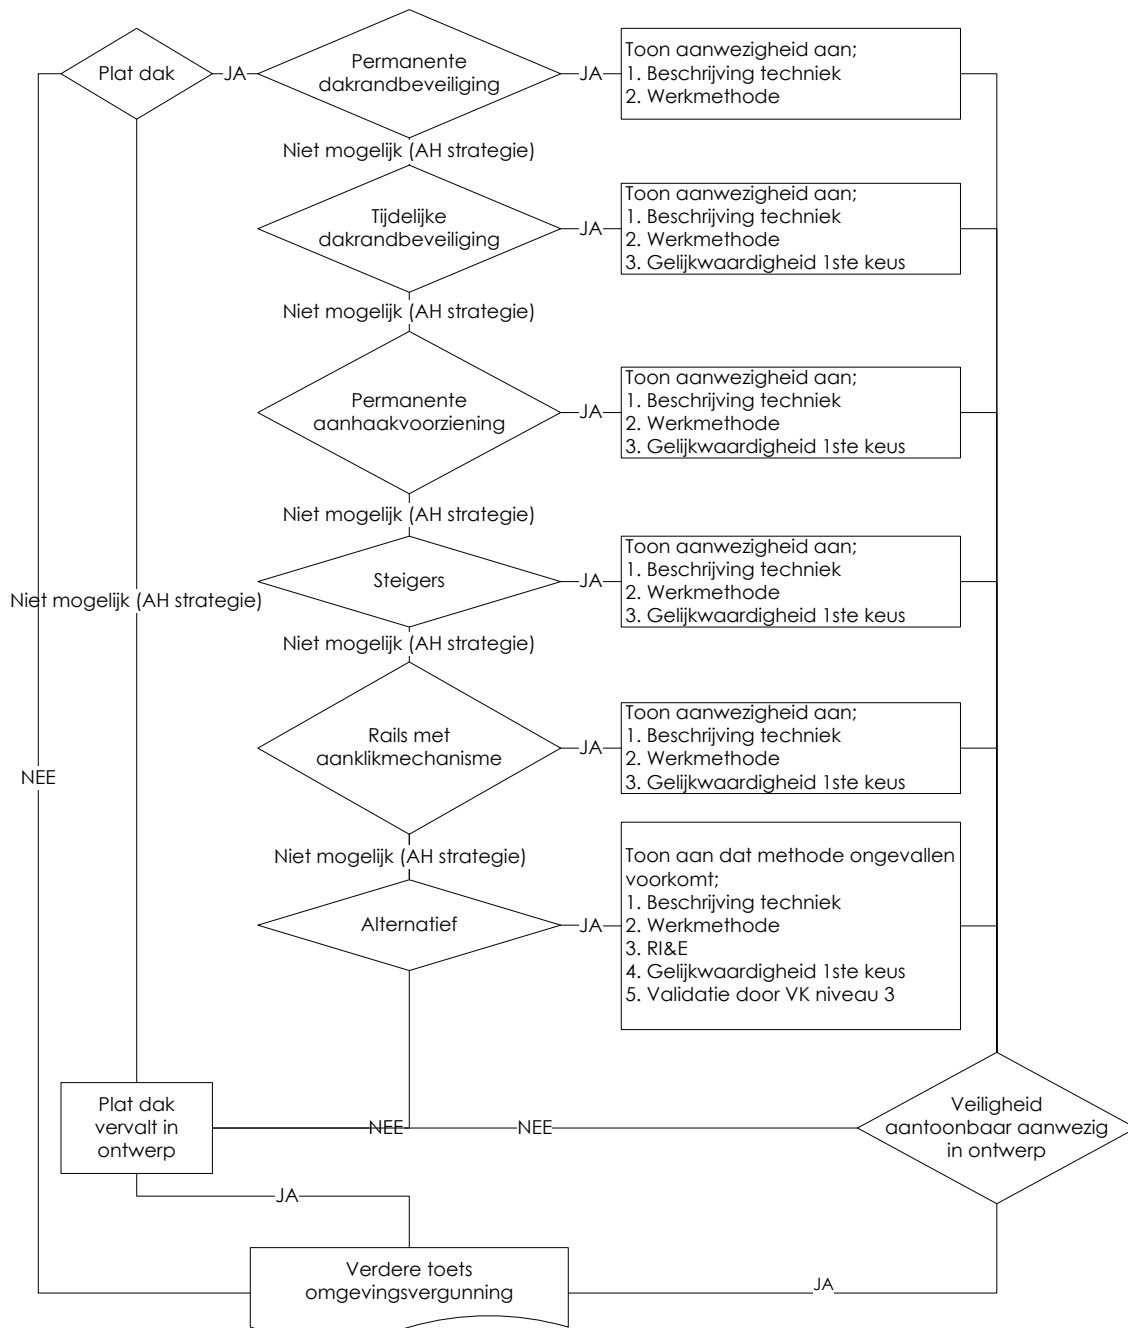 Plat dak
JA
Permanente
dakrandbeveiliging
JA
Toon aanwezigheid aan;
1. Beschrijving techniek
2. Werkmethode
Niet mogelijk (AH strategie)
Tijdelijke
dakrandbeveiliging
JA
Toon aanwezigheid aan;
1. Beschrijving techniek
2. Werkmethode
3. Gelijkwaardigheid 1ste keus
Niet mogelijk (AH strategie)
Permanente
aanhaakvoorziening
JA
Toon aanwezigheid aan;
1. Beschrijving techniek
2. Werkmethode
3. Gelijkwaardigheid 1ste keus
Niet mogelijk (AH strategie)
Steigers
JA
Toon aanwezigheid aan;
1. Beschrijving techniek
2. Werkmethode
3. Gelijkwaardigheid 1ste keus
Niet mogelijk (AH strategie)
Niet mogelijk (AH strategie)
Rails met
aanklikmechanisme
JA
Toon aanwezigheid aan;
1. Beschrijving techniek
2. Werkmethode
3. Gelijkwaardigheid 1ste keus
NEE
Niet mogelijk (AH strategie)
Alternatief
JA
Toon aan dat methode ongevallen
voorkomt;
1. Beschrijving techniek
2. Werkmethode
3. RI&E
4. Gelijkwaardigheid 1ste keus
5. Validatie door VK niveau 3
Plat dak
vervalt in
ontwerp
NEE
NEE
Veiligheid
aantoonbaar aanwezig
in ontwerp
JA
Verdere toets
omgevingsvergunning
JA